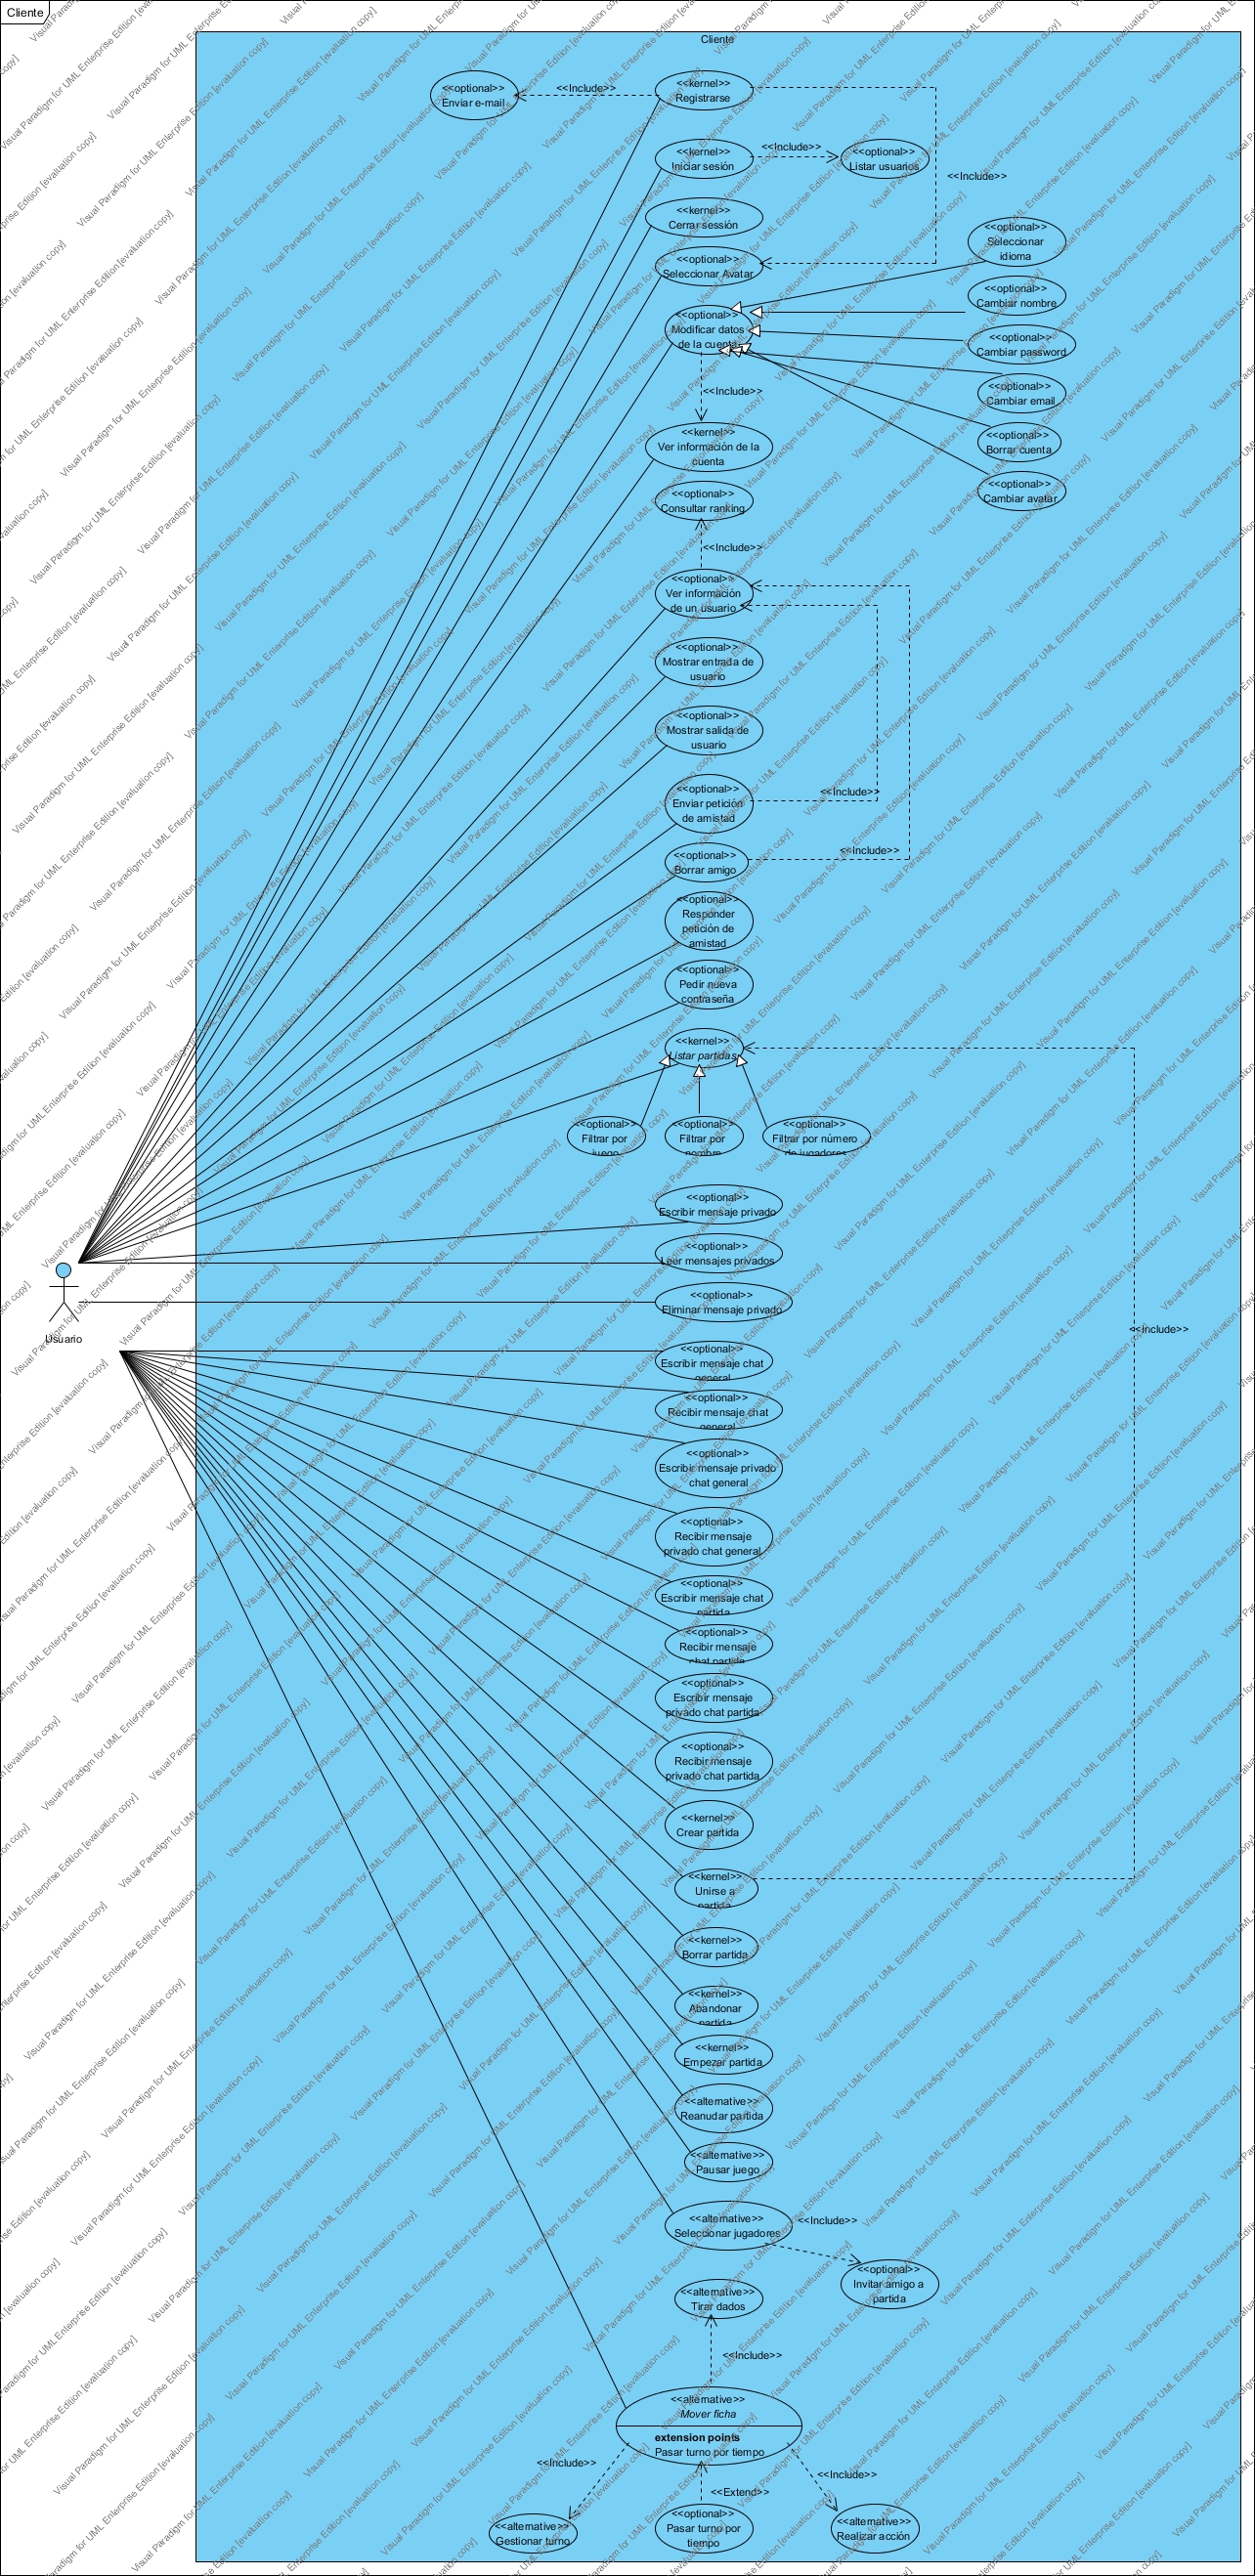 Cliente
Cliente
<<optional>>
Enviar e-mail
<<Include>>
<<kernel>>
Registrarse
<<kernel>>
Iniciar sesión
<<Include>>
<<optional>>
Listar usuarios
<<Include>>
<<kernel>>
Cerrar sessión
<<optional>>
Seleccionar Avatar
<<optional>>
Seleccionar
idioma
<<optional>>
Cambiar nombre
<<optional>>
Modificar datos
de la cuenta
<<optional>>
Cambiar password
<<optional>>
Cambiar email
<<Include>>
<<optional>>
Borrar cuenta
<<kernel>>
Ver información de la
cuenta
<<optional>>
Cambiar avatar
<<optional>>
Consultar ranking
<<Include>>
<<optional>>
Ver información
de un usuario
<<optional>>
Mostrar entrada de
usuario
<<optional>>
Mostrar salida de
usuario
<<optional>>
Enviar petición
de amistad
<<Include>>
<<optional>>
Borrar amigo
<<Include>>
<<optional>>
Responder
petición de
amistad
<<optional>>
Pedir nueva
contraseña
<<kernel>>
Listar partidas
<<optional>>
Filtrar por
juego
<<optional>>
Filtrar por
nombre
<<optional>>
Filtrar por número
de jugadores
<<optional>>
Escribir mensaje privado
<<optional>>
Leer mensajes privados
<<optional>>
Eliminar mensaje privado
Usuario
<<Include>>
<<optional>>
Escribir mensaje chat
general
<<optional>>
Recibir mensaje chat
general
<<optional>>
Escribir mensaje privado
chat general
<<optional>>
Recibir mensaje
privado chat general
<<optional>>
Escribir mensaje chat
partida
<<optional>>
Recibir mensaje
chat partida
<<optional>>
Escribir mensaje
privado chat partida
<<optional>>
Recibir mensaje
privado chat partida
<<kernel>>
Crear partida
<<kernel>>
Unirse a
partida
<<kernel>>
Borrar partida
<<kernel>>
Abandonar
partida
<<kernel>>
Empezar partida
<<alternative>>
Reanudar partida
<<alternative>>
Pausar juego
<<alternative>>
Seleccionar jugadores
<<Include>>
<<optional>>
Invitar amigo a
partida
<<alternative>>
Tirar dados
<<Include>>
<<alternative>>
Mover ficha
extension points
Pasar turno por tiempo
<<Include>>
<<Extend>>
<<Include>>
<<alternative>>
Gestionar turno
<<optional>>
Pasar turno por
tiempo
<<alternative>>
Realizar acción
Visual Paradigm for UML Enterprise Edition [evaluation copy]